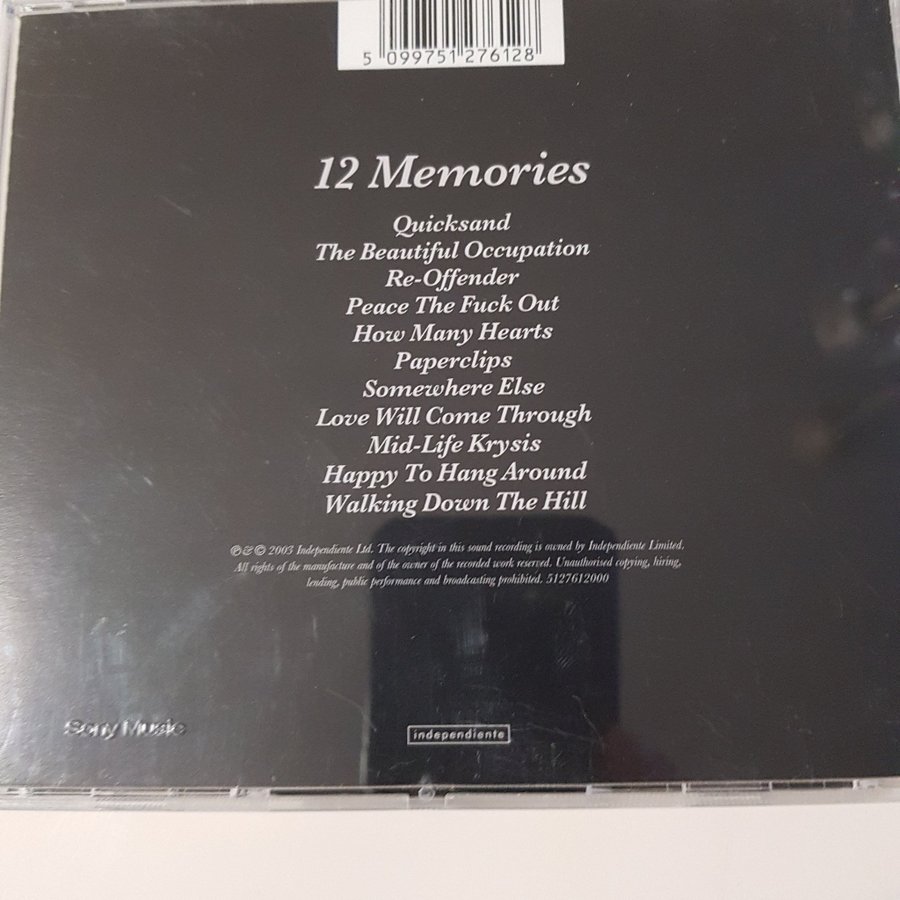 5 099751 276128
12 Memories
Quicksand
The Beautiful Occupation
Re-Offender
Peace The Fuck Out
How Many Hearts
Paperclips
Somewhere Else
Love Will Come Through
Mid-Life Krysis
Happy To Hang Around
Walking Down The Hill
℗&© 2003 Independiente Ltd. The copyright in this sound recording is owned by Independiente Limited.
All rights of the manufacture and of the owner of the recorded work reserved. Unauthorised copying, hiring,
lending, public performance and broadcasting prohibited. 5127612000
Sony Music
independiente